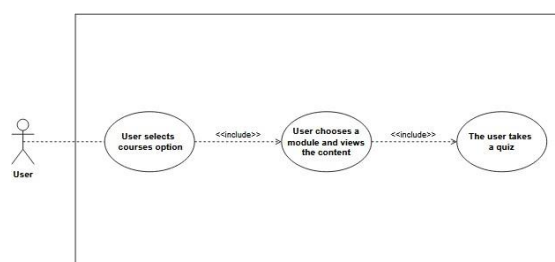 User selects
courses option
<<include>>
User chooses a
module and views
the content
<<include>>
The user takes
a quiz
User